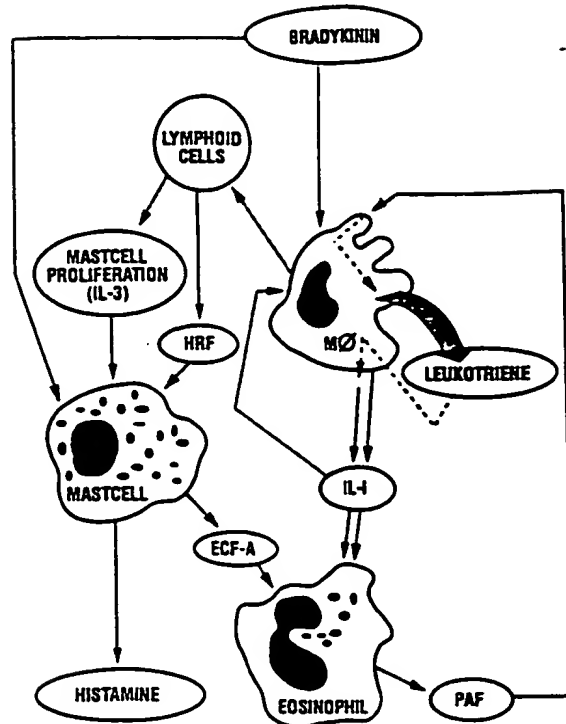 BRADYKININ
LYMPHOID
CELLS
MASTCELL
PROLIFERATION
(IL-3)
HRF
MØ
LEUKOTRIENE
MASTCELL
IL-I
ECF-A
HISTAMINE
EOSINOPHIL
PAF